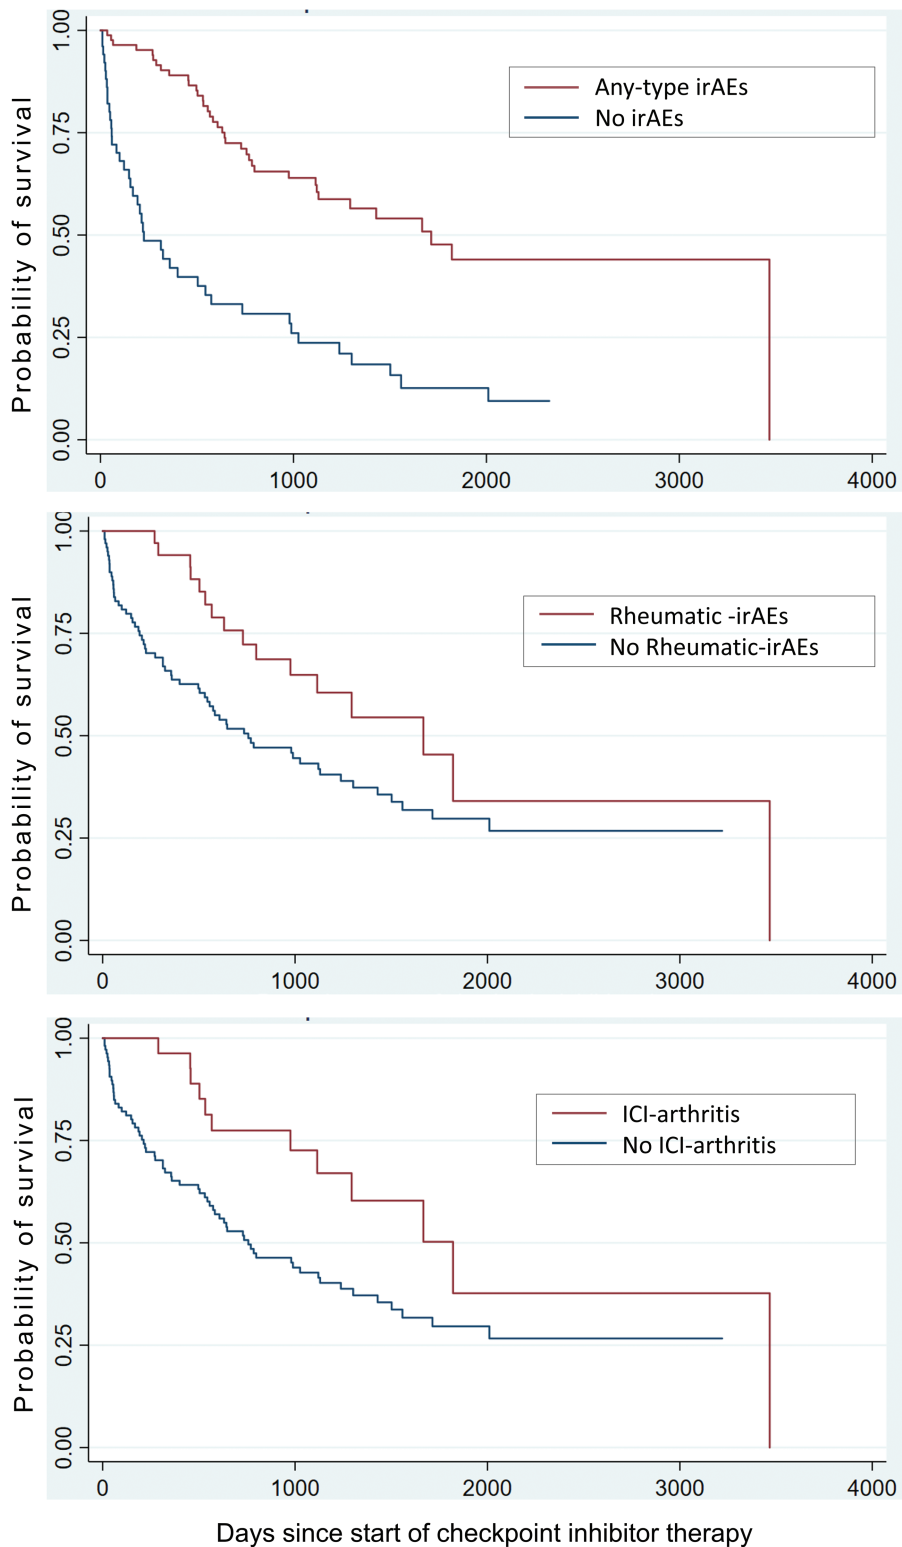 Probability of survival
1.00
0.75
0.50
0.25
0.00
Any-type irAEs
No irAEs
0 1000 2000 3000 4000
Probability of survival
1.00
0.75
0.50
0.25
0.00
Rheumatic -irAEs
No Rheumatic-irAEs
0 1000 2000 3000 4000
Probability of survival
1.00
0.75
0.50
0.25
0.00
ICI-arthritis
No ICI-arthritis
0 1000 2000 3000 4000
Days since start of checkpoint inhibitor therapy